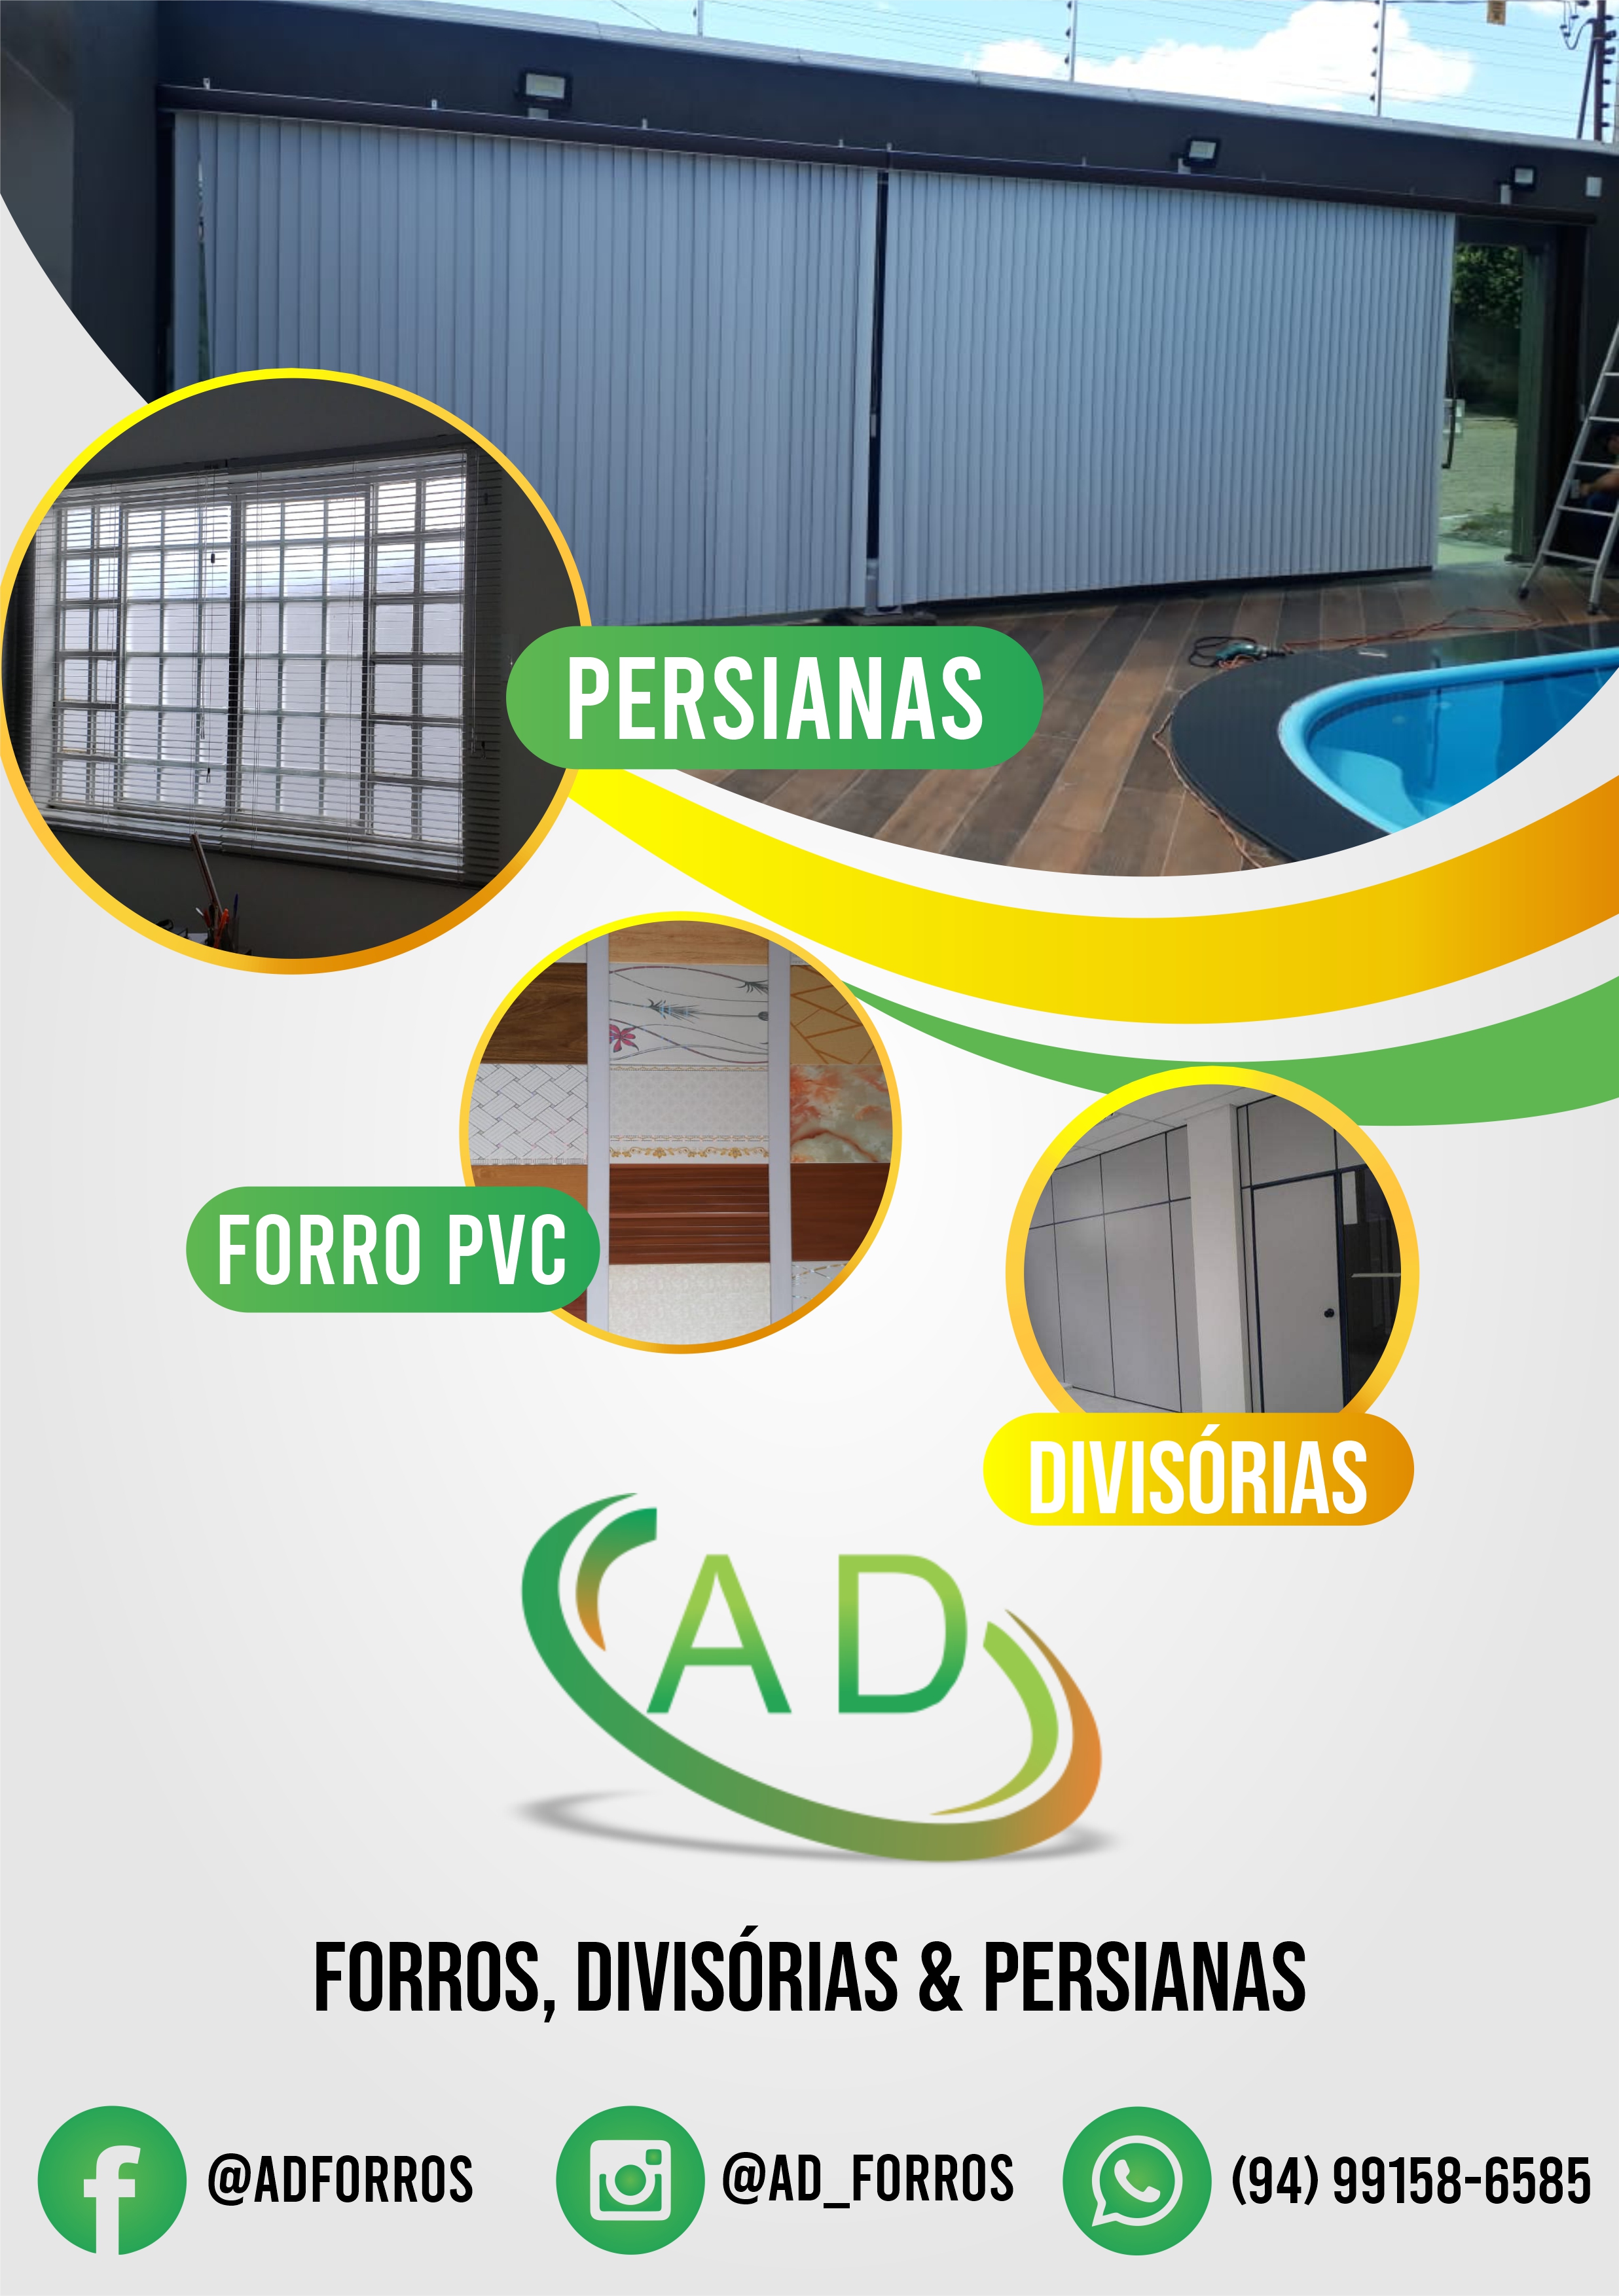 PERSIANAS
FORRO PVC
DIVISÓRIAS
AD
FORROS, DIVISÓRIAS & PERSIANAS
@ADFORROS
@AD_FORROS
(94) 99158-6585